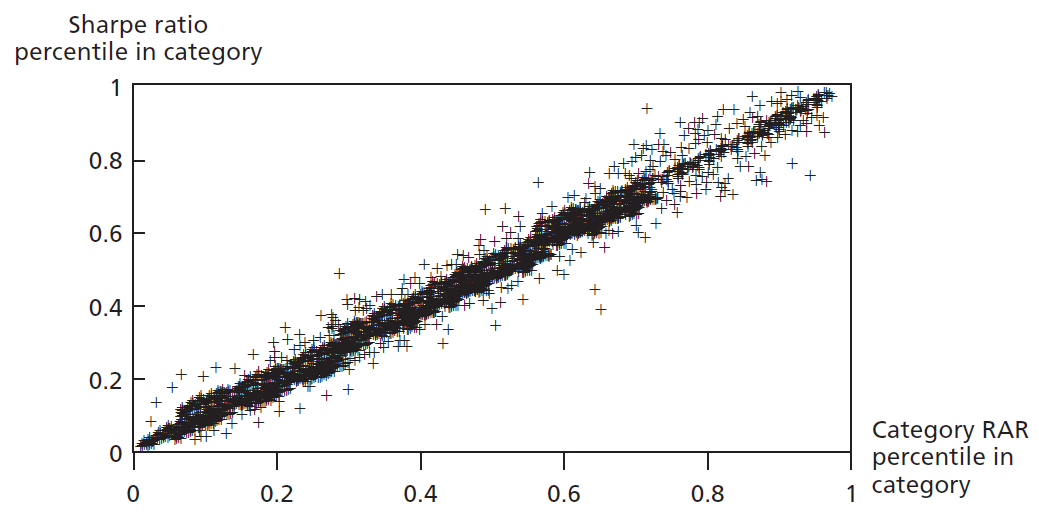 Sharpe ratio
percentile in category
1
0.8
0.6
0.4
0.2
0
0
0.2
0.4
0.6
0.8
1
Category RAR
percentile in
category